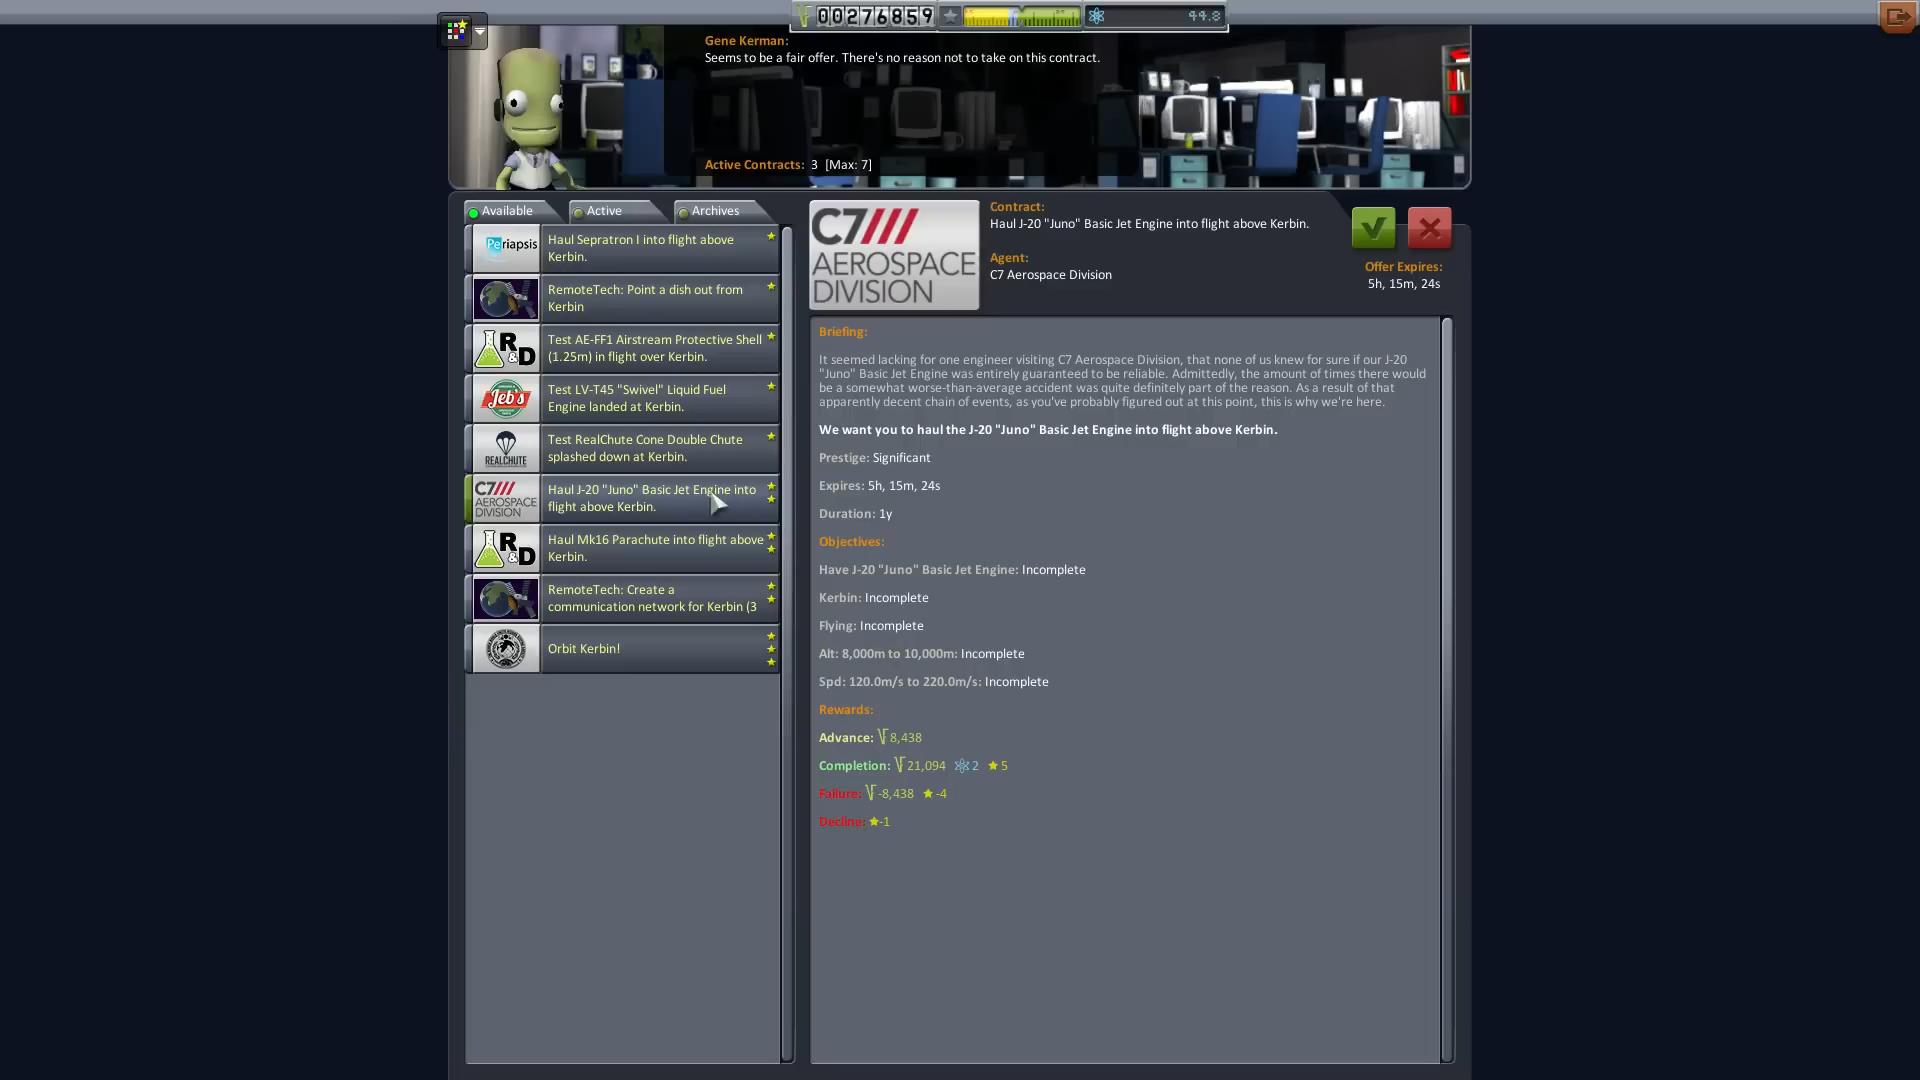 00276859
44.8
Gene Kerman:
Seems to be a fair offer. There's no reason not to take on this contract.
Active Contracts: 3 [Max: 7]
Available
Active
Archives
Periapsis
Haul Sepratron I into flight above
Kerbin.
RemoteTech: Point a dish out from
Kerbin
R&D
Test AE-FF1 Airstream Protective Shell
(1.25m) in flight over Kerbin.
Jeb's
Test LV-T45 "Swivel" Liquid Fuel
Engine landed at Kerbin.
REALCHUTE
Test RealChute Cone Double Chute
splashed down at Kerbin.
C7///
AEROSPACE
DIVISION
Haul J-20 "Juno" Basic Jet Engine into
flight above Kerbin.
R&D
Haul Mk16 Parachute into flight above
Kerbin.
RemoteTech: Create a
communication network for Kerbin (3
Orbit Kerbin!
C7///
AEROSPACE
DIVISION
Contract:
Haul J-20 "Juno" Basic Jet Engine into flight above Kerbin.
Agent:
C7 Aerospace Division
Offer Expires:
5h, 15m, 24s
Briefing:
It seemed lacking for one engineer visiting C7 Aerospace Division, that none of us knew for sure if our J-20
"Juno" Basic Jet Engine was entirely guaranteed to be reliable. Admittedly, the amount of times there would
be a somewhat worse-than-average accident was quite definitely part of the reason. As a result of that
apparently decent chain of events, as you've probably figured out at this point, this is why we're here.
We want you to haul the J-20 "Juno" Basic Jet Engine into flight above Kerbin.
Prestige: Significant
Expires: 5h, 15m, 24s
Duration: 1y
Objectives:
Have J-20 "Juno" Basic Jet Engine: Incomplete
Kerbin: Incomplete
Flying: Incomplete
Alt: 8,000m to 10,000m: Incomplete
Spd: 120.0m/s to 220.0m/s: Incomplete
Rewards:
Advance: 8,438
Completion: 21,094 2 5
Failure: -8,438 -4
Decline: -1